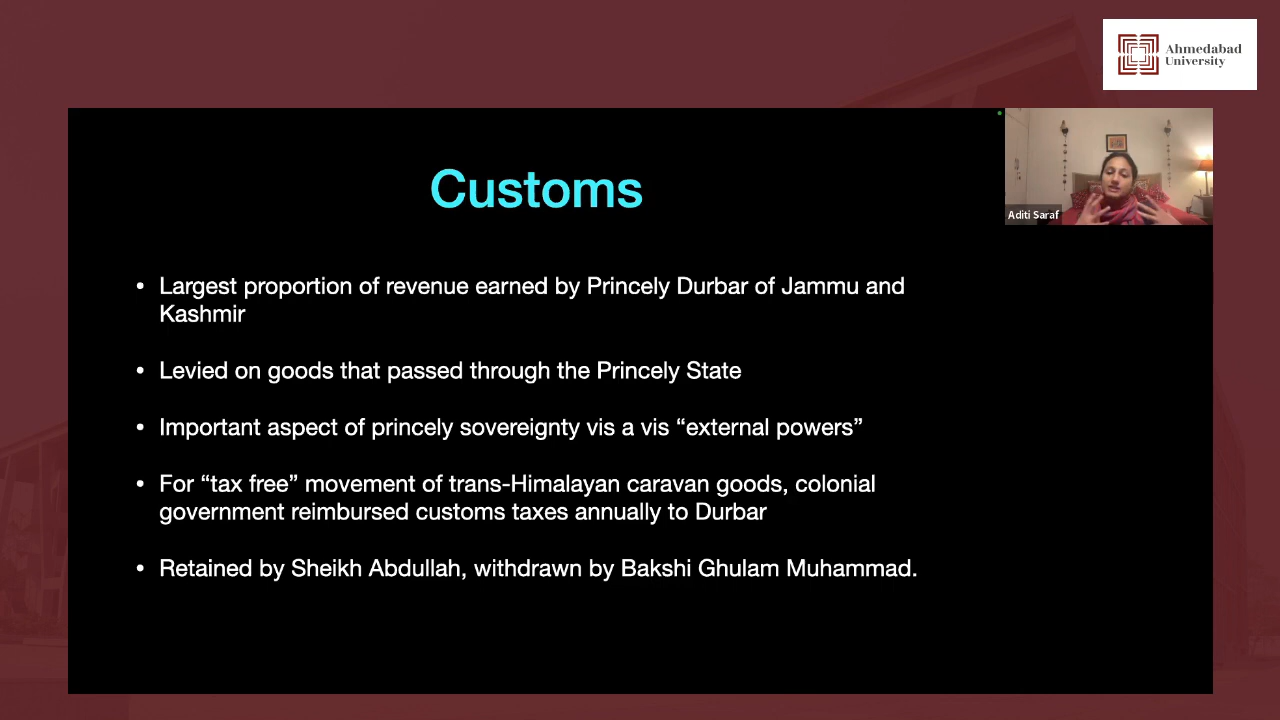 Ahmedabad
University
Customs
Aditi Saraf
• Largest proportion of revenue earned by Princely Durbar of Jammu and
Kashmir
• Levied on goods that passed through the Princely State
• Important aspect of princely sovereignty vis a vis “external powers”
• For “tax free” movement of trans-Himalayan caravan goods, colonial
government reimbursed customs taxes annually to Durbar
• Retained by Sheikh Abdullah, withdrawn by Bakshi Ghulam Muhammad.